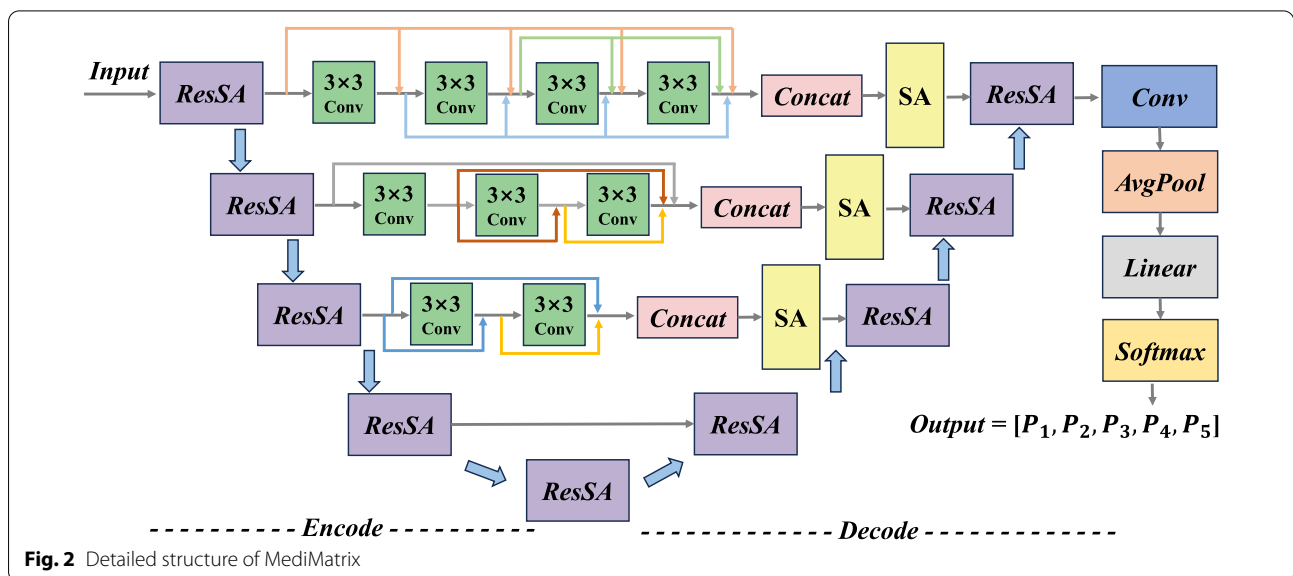 Input
ResSA
3×3
Conv
3×3
Conv
3×3
Conv
3×3
Conv
Concat
SA
ResSA
Conv
ResSA
3×3
Conv
3×3
Conv
3×3
Conv
Concat
SA
ResSA
AvgPool
Linear
ResSA
3×3
Conv
3×3
Conv
Concat
SA
ResSA
Softmax
ResSA
ResSA
Output = [P₁, P₂, P₃, P₄, P₅]
ResSA
Encode
Decode
Fig. 2 Detailed structure of MediMatrix